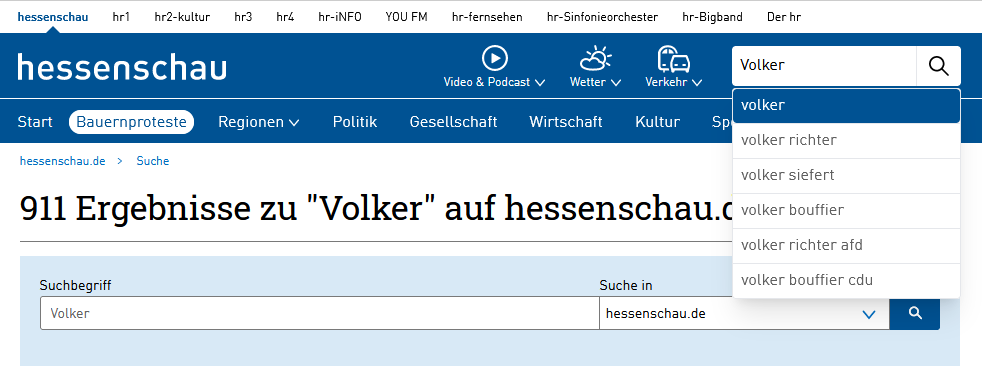 hessenschau hr1 hr2-kultur hr3 hr4 hr-iNFO YOU FM hr-fernsehen hr-Sinfonieorchester hr-Bigband Der hr
hessenschau
Video & Podcast Wetter Verkehr
Volker
volker
volker richter
volker siefert
volker bouffier
volker richter afd
volker bouffier cdu
Start Bauernproteste Regionen Politik Gesellschaft Wirtschaft Kultur
hessenschau.de > Suche
911 Ergebnisse zu "Volker" auf
Suchbegriff Suche in
Volker hessenschau.de